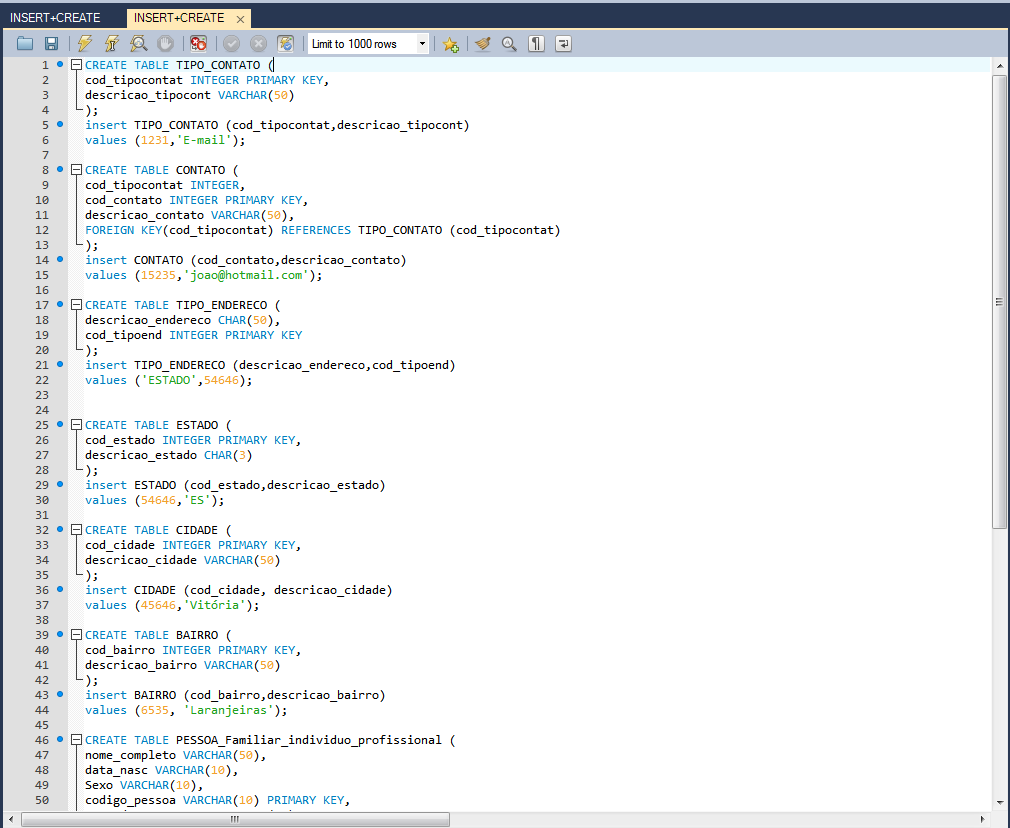 INSERT+CREATE INSERT+CREATE
Limit to 1000 rows
1 CREATE TABLE TIPO_CONTATO (
2 cod_tipocontat INTEGER PRIMARY KEY,
3 descricao_tipocont VARCHAR(50)
4 );
5 insert TIPO_CONTATO (cod_tipocontat,descricao_tipocont)
6 values (1231,'E-mail');
7
8 CREATE TABLE CONTATO (
9 cod_tipocontat INTEGER,
10 cod_contato INTEGER PRIMARY KEY,
11 descricao_contato VARCHAR(50),
12 FOREIGN KEY(cod_tipocontat) REFERENCES TIPO_CONTATO (cod_tipocontat)
13 );
14 insert CONTATO (cod_contato,descricao_contato)
15 values (15235,'joao@hotmail.com');
16
17 CREATE TABLE TIPO_ENDERECO (
18 descricao_endereco CHAR(50),
19 cod_tipoend INTEGER PRIMARY KEY
20 );
21 insert TIPO_ENDERECO (descricao_endereco,cod_tipoend)
22 values ('ESTADO',54646);
23
24
25 CREATE TABLE ESTADO (
26 cod_estado INTEGER PRIMARY KEY,
27 descricao_estado CHAR(3)
28 );
29 insert ESTADO (cod_estado,descricao_estado)
30 values (54646,'ES');
31
32 CREATE TABLE CIDADE (
33 cod_cidade INTEGER PRIMARY KEY,
34 descricao_cidade VARCHAR(50)
35 );
36 insert CIDADE (cod_cidade, descricao_cidade)
37 values (45646,'Vitória');
38
39 CREATE TABLE BAIRRO (
40 cod_bairro INTEGER PRIMARY KEY,
41 descricao_bairro VARCHAR(50)
42 );
43 insert BAIRRO (cod_bairro,descricao_bairro)
44 values (6535, 'Laranjeiras');
45
46 CREATE TABLE PESSOA_Familiar_individuo_profissional (
47 nome_completo VARCHAR(50),
48 data_nasc VARCHAR(10),
49 Sexo VARCHAR(10),
50 codigo_pessoa VARCHAR(10) PRIMARY KEY,